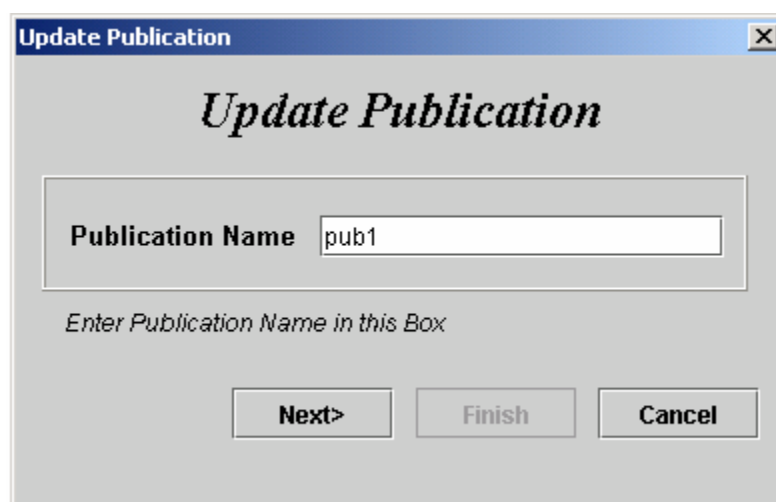 Update Publication
Update Publication
Publication Name pub1
Enter Publication Name in this Box
Next> Finish Cancel